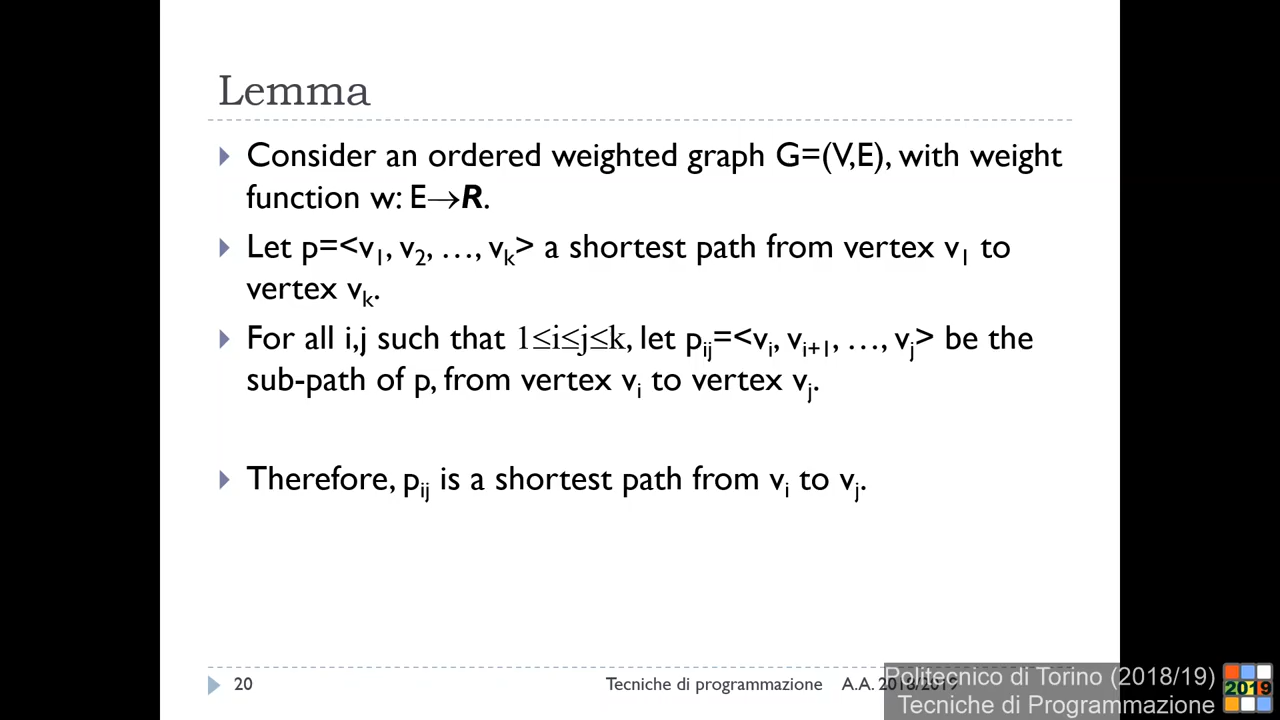 Lemma
Consider an ordered weighted graph G=(V,E), with weight
function w: E→R.
Let p=<v1, v2, …, vk> a shortest path from vertex v1 to
vertex vk.
For all i,j such that 1≤i≤j≤k, let pij=<vi, vi+1, …, vj> be the
sub-path of p, from vertex vi to vertex vj.
Therefore, pij is a shortest path from vi to vj.
20
Tecniche di programmazione A.A. 2018/2019
Politecnico di Torino (2018/19)
Tecniche di Programmazione
2019